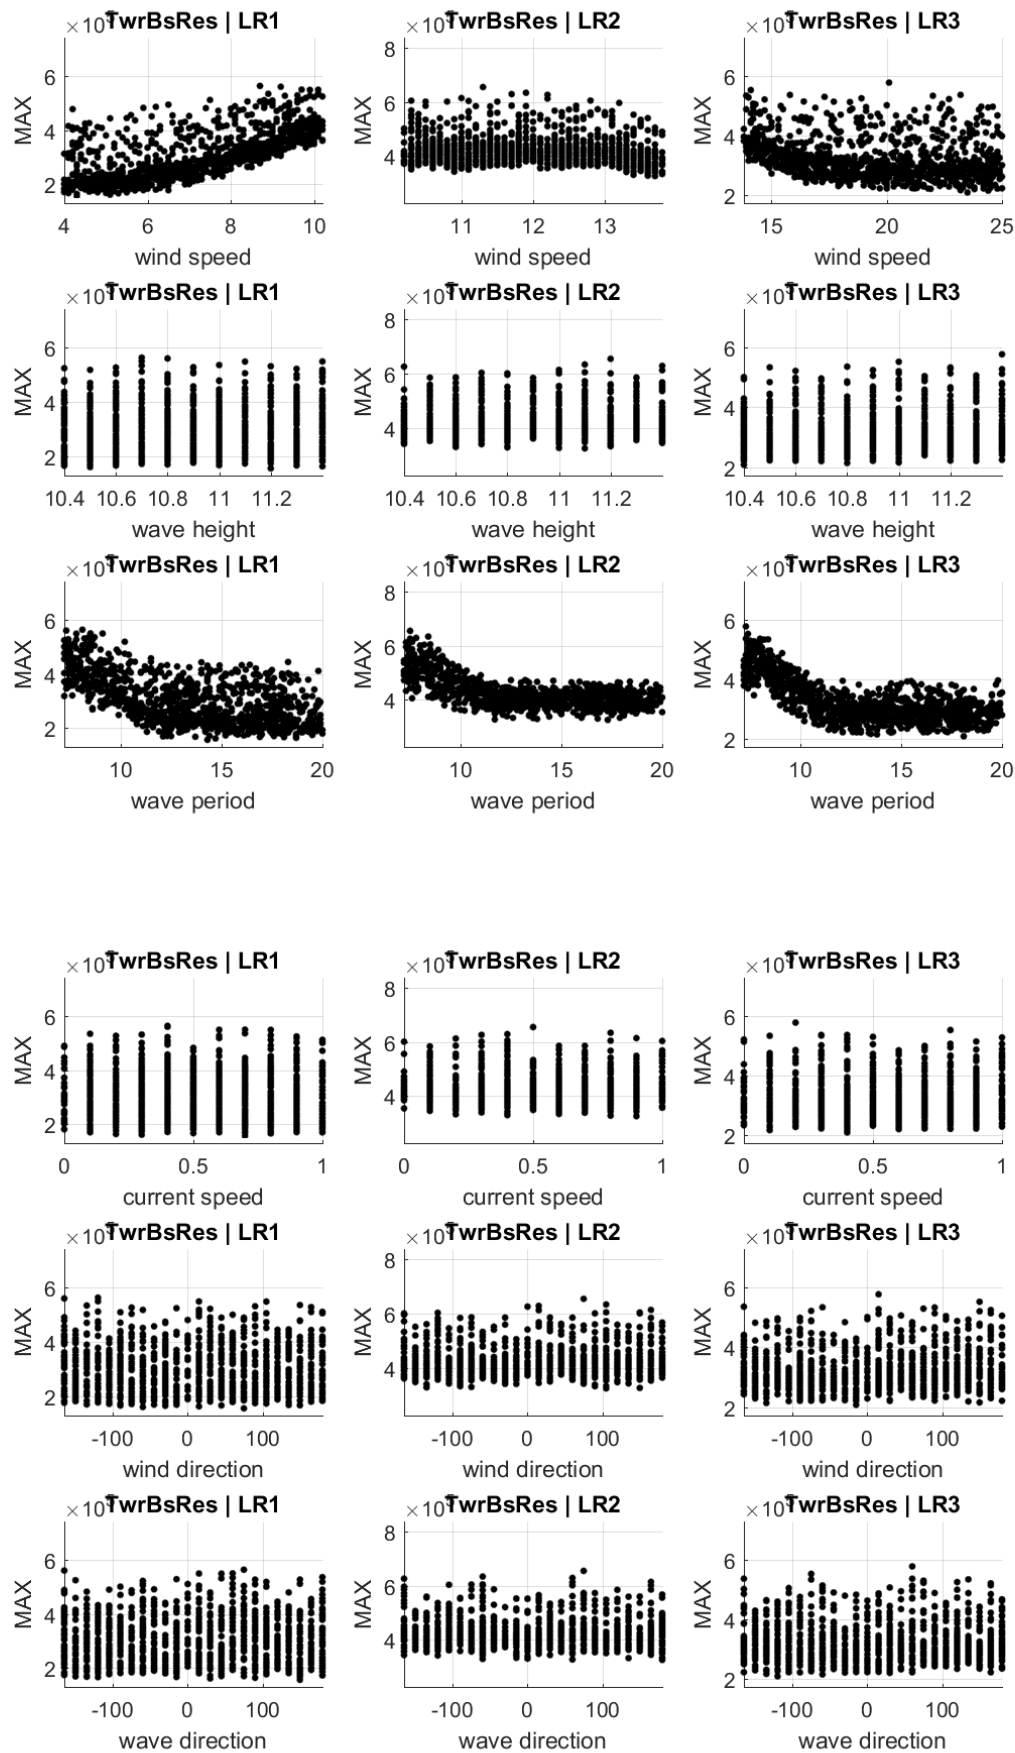 TwrBsRes | LR1 TwrBsRes | LR2 TwrBsRes | LR3
×10 ×10 ×10
MAX MAX MAX
6 8 6
4 6 4
2 4 2
4 6 8 10 11 12 13 15 20 25
wind speed wind speed wind speed
TwrBsRes | LR1 TwrBsRes | LR2 TwrBsRes | LR3
×10 ×10 ×10
MAX MAX MAX
6 8 6
4 6 4
2 4 2
10.4 10.6 10.8 11 11.2 10.4 10.6 10.8 11 11.2 10.4 10.6 10.8 11 11.2
wave height wave height wave height
TwrBsRes | LR1 TwrBsRes | LR2 TwrBsRes | LR3
×10 ×10 ×10
MAX MAX MAX
6 8 6
4 6 4
2 4 2
10 15 20 10 15 20 10 15 20
wave period wave period wave period
TwrBsRes | LR1 TwrBsRes | LR2 TwrBsRes | LR3
×10 ×10 ×10
MAX MAX MAX
6 8 6
4 6 4
2 4 2
0 0.5 1 0 0.5 1 0 0.5 1
current speed current speed current speed
TwrBsRes | LR1 TwrBsRes | LR2 TwrBsRes | LR3
×10 ×10 ×10
MAX MAX MAX
6 8 6
4 6 4
2 4 2
-100 0 100 -100 0 100 -100 0 100
wind direction wind direction wind direction
TwrBsRes | LR1 TwrBsRes | LR2 TwrBsRes | LR3
×10 ×10 ×10
MAX MAX MAX
6 8 6
4 6 4
2 4 2
-100 0 100 -100 0 100 -100 0 100
wave direction wave direction wave direction